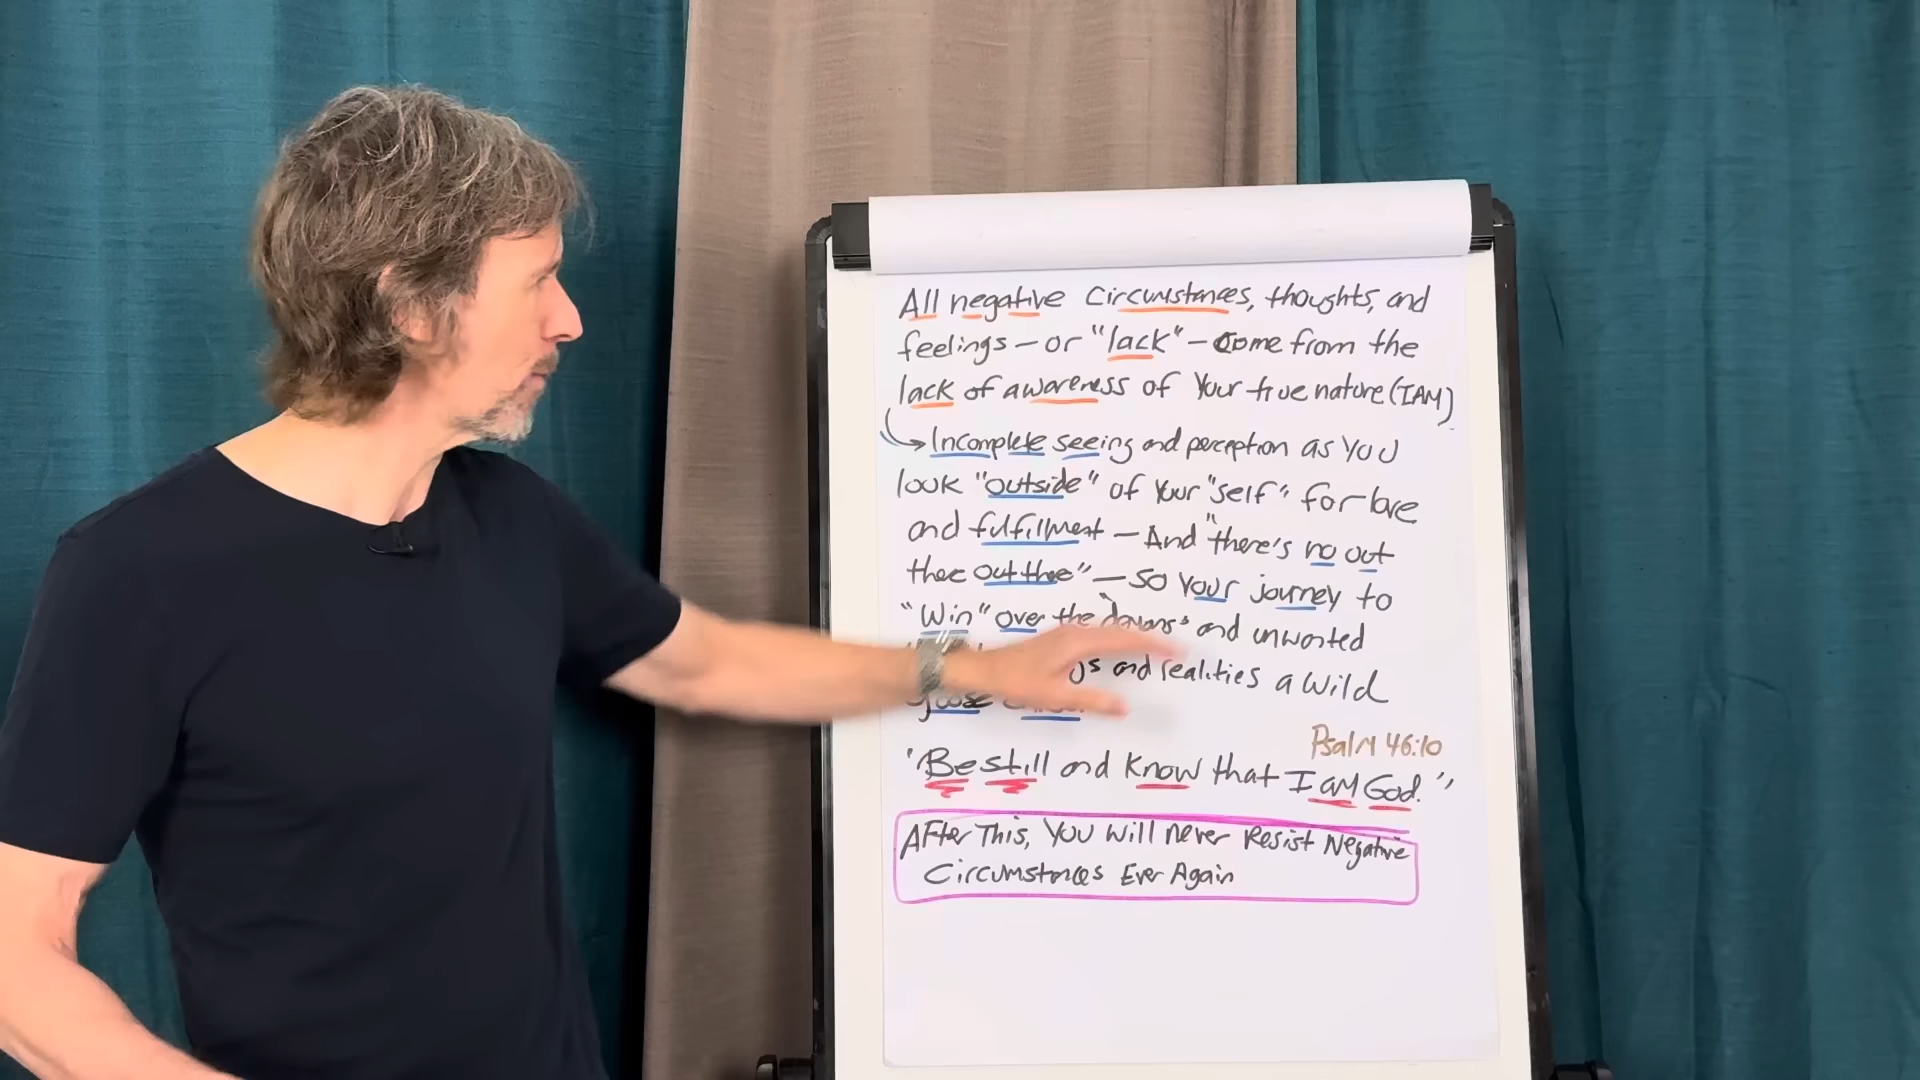 All negative circumstances, thoughts, and
feelings – or "lack" – come from the
lack of awareness of Your true nature (I AM)
Incomplete seeing and perception as YOU
look "outside" of Your "self" for love
and fulfillment – And "there's no out
there out there" – so Your journey to
"Win" over the "demons" and unwanted
and realities a wild
goose
Psalm 46:10
"Be still and know that I am God."
After This, You Will Never Resist Negative
Circumstances Ever Again